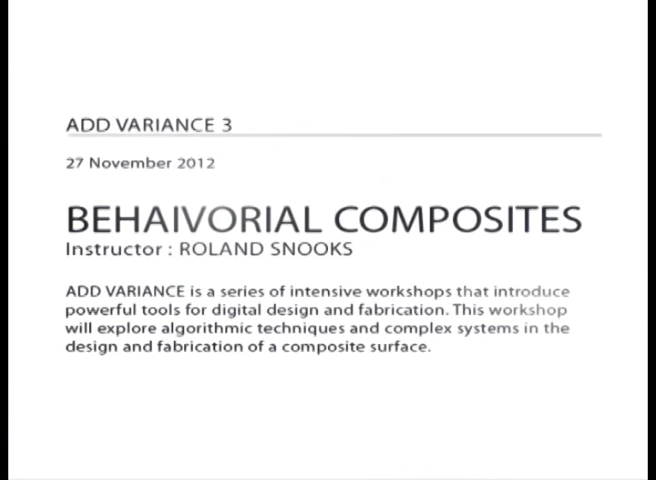 ADD VARIANCE 3
27 November 2012
BEHAIVORIAL COMPOSITES
Instructor : ROLAND SNOOKS
ADD VARIANCE is a series of intensive workshops that introduce
powerful tools for digital design and fabrication. This workshop
will explore algorithmic techniques and complex systems in the
design and fabrication of a composite surface.